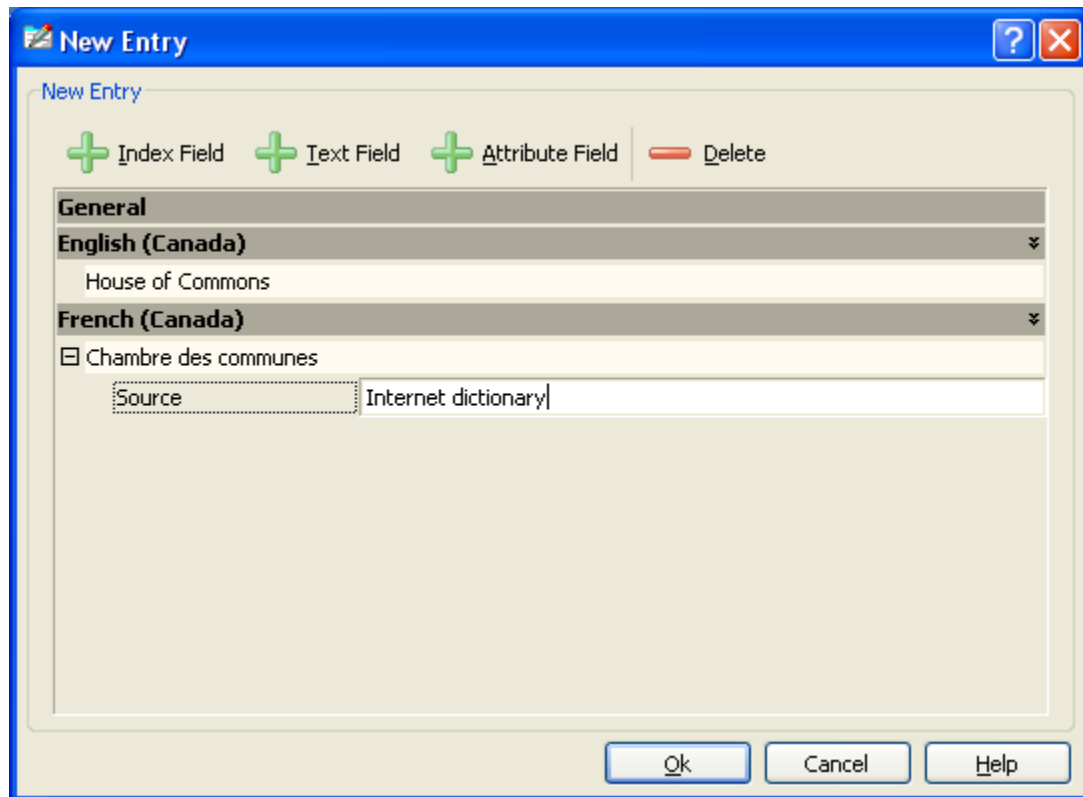 New Entry
New Entry
Index Field Text Field Attribute Field Delete
General
English (Canada)
House of Commons
French (Canada)
Chambre des communes
Source Internet dictionary
Ok Cancel Help